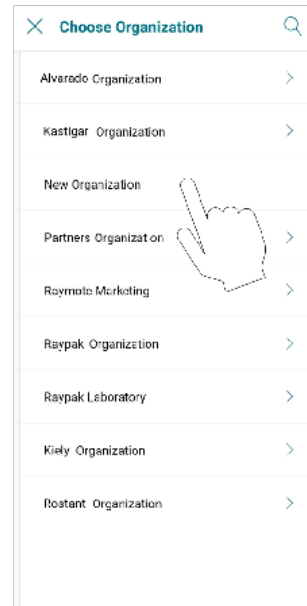 Choose Organization
Alvarado Organization
Kastigar Organization
New Organization
Partners Organization
Raymote Marketing
Raypak Organization
Raypak Laboratory
Kiely Organization
Rostant Organization